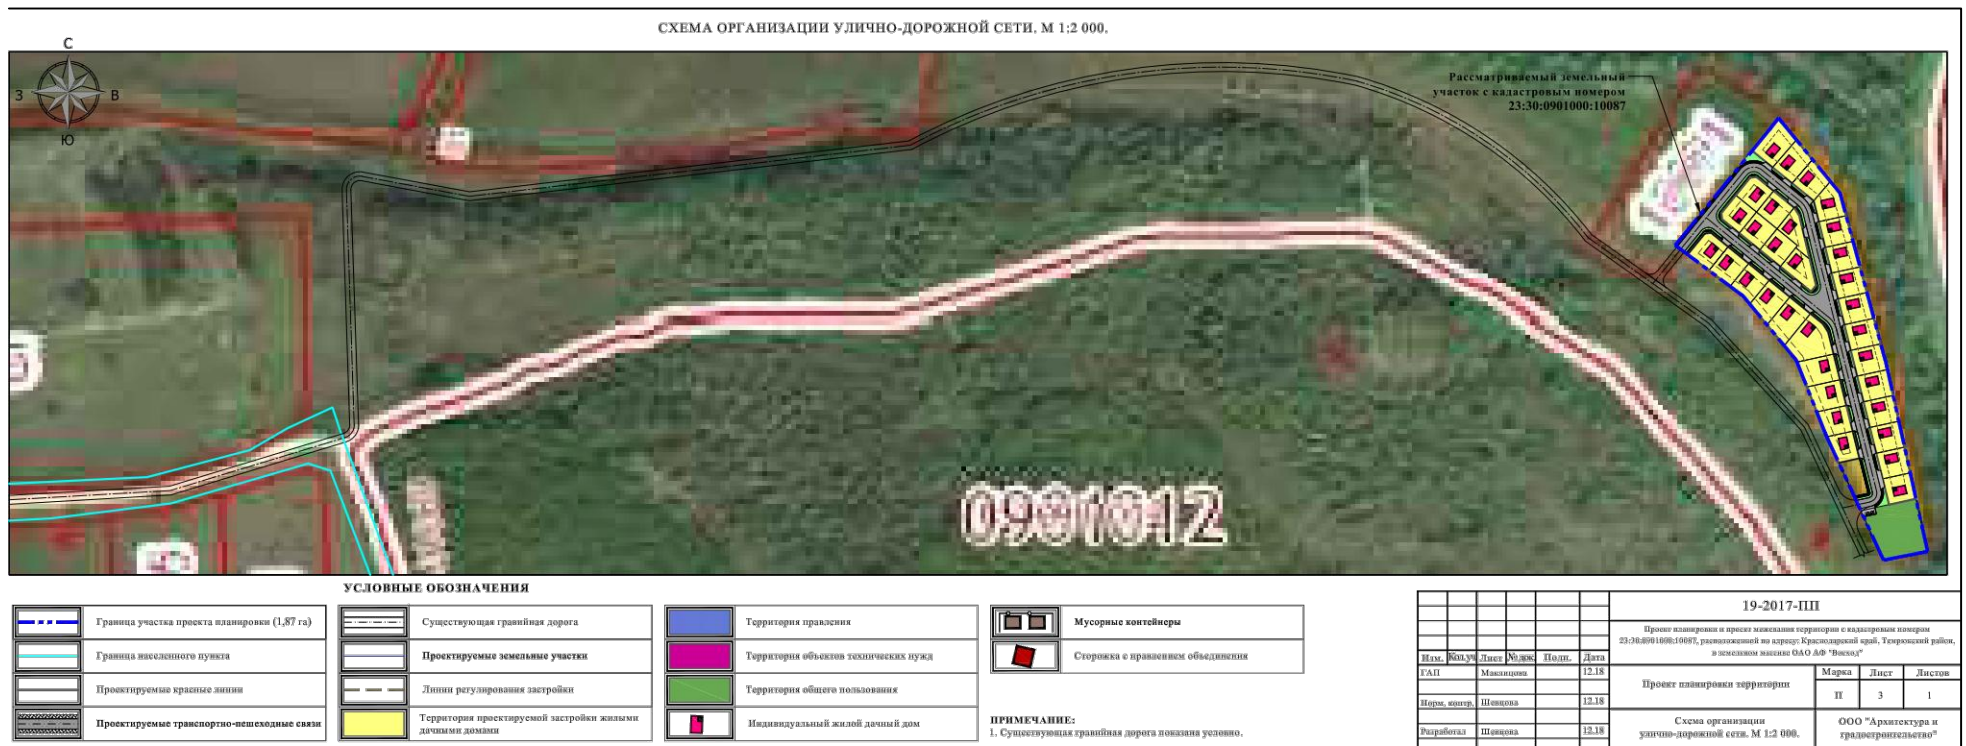 СХЕМА ОРГАНИЗАЦИИ УЛИЧНО-ДОРОЖНОЙ СЕТИ. М 1:2 000.
С
З
В
Ю
Рассматриваемый земельный
участок с кадастровым номером
23:30:0901000:10087
0901012
УСЛОВНЫЕ ОБОЗНАЧЕНИЯ
Граница участка проекта планировки (1,87 га)
Граница населенного пункта
Проектируемые красные линии
Проектируемые транспортно-пешеходные связи
Существующая гравийная дорога
Проектируемые земельные участки
Линии регулирования застройки
Территория проектируемой застройки жилыми
дачными домами
Территория правления
Территория объектов технических нужд
Территория общего пользования
Индивидуальный жилой дачный дом
Мусорные контейнеры
Сторожка с правлением объединения
ПРИМЕЧАНИЕ:
1. Существующая гравийная дорога показана условно.
19-2017-ПП
Проект планировки и проект межевания территории с кадастровым номером
23:30:0901000:10087, расположенной по адресу: Краснодарский край, Темрюкский район,
в земельном массиве ОАО АФ "Восход"
Изм. Кол.уч Лист №док. Подп. Дата
ГАП 12.18
Норм. контр. Шевцова 12.18
Разработал Шевцова 12.18
Проект планировки территории
Марка Лист Листов
П 3 1
Схема организации
улично-дорожной сети. М 1:2 000.
ООО "Архитектура и
градостроительство"